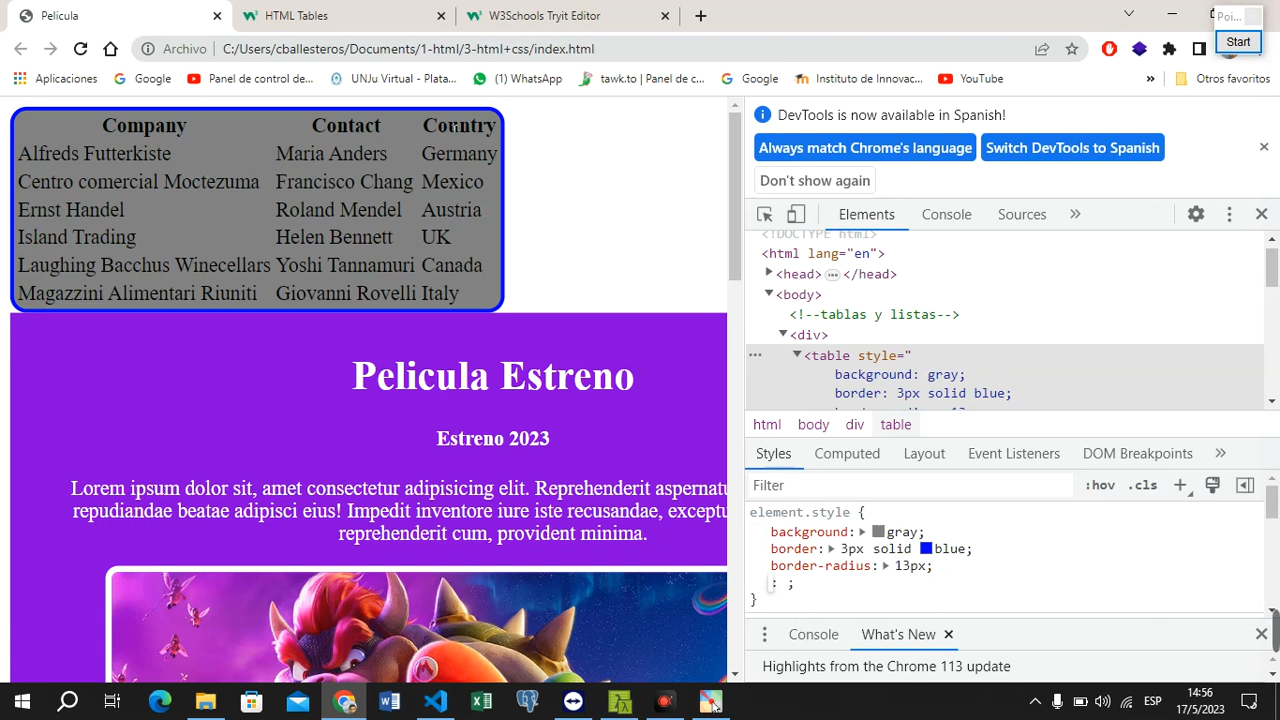 Película
HTML Tables
W3Schools Tryit Editor
Poi...
Start
Archivo
C:/Users/cballesteros/Documents/1-html/3-html+css/index.html
Aplicaciones
Google
Panel de control de...
UNJu Virtual - Plata...
(1) WhatsApp
tawk.to | Panel de c...
Google
Instituto de Innovac...
YouTube
»
Otros favoritos
Company Contact Country
Alfreds Futterkiste Maria Anders Germany
Centro comercial Moctezuma Francisco Chang Mexico
Ernst Handel Roland Mendel Austria
Island Trading Helen Bennett UK
Laughing Bacchus Winecellars Yoshi Tannamuri Canada
Magazzini Alimentari Riuniti Giovanni Rovelli Italy
Pelicula Estreno
Estreno 2023
Lorem ipsum dolor sit, amet consectetur adipisicing elit. Reprehenderit aspernatu
repudiandae beatae adipisci eius! Impedit inventore iure iste recusandae, exceptu
reprehenderit cum, provident minima.
DevTools is now available in Spanish!
Always match Chrome's language
Switch DevTools to Spanish
Don't show again
Elements Console Sources »
<!DOCTYPE html>
<html lang="en">
<head> ... </head>
<body>
<!--tablas y listas-->
<div>
<table style="
background: gray;
border: 3px solid blue;
html body div table
Styles Computed Layout Event Listeners DOM Breakpoints »
Filter
:hov .cls +
element.style {
background: gray;
border: 3px solid blue;
border-radius: 13px;
: ;
}
Console What's New
Highlights from the Chrome 113 update
ESP
14:56
17/5/2023